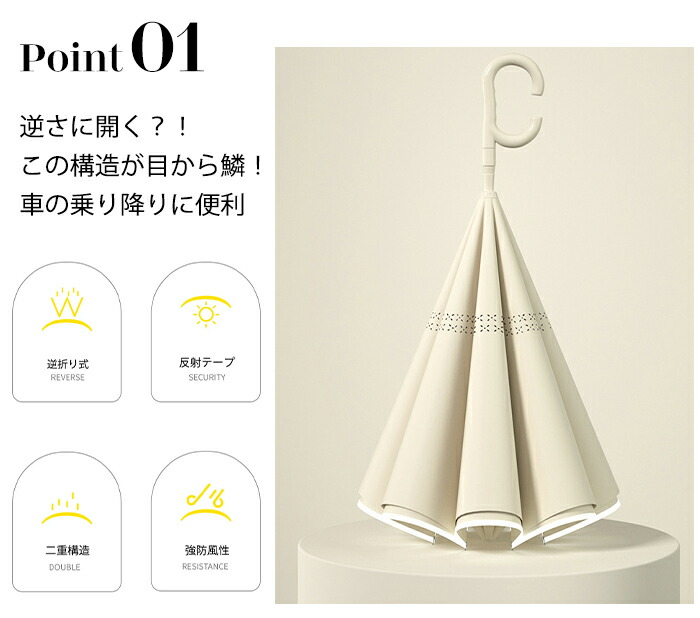 Point 01
逆さに開く？！
この構造が目から鱗！
車の乗り降りに便利
逆折り式
REVERSE
反射テープ
SECURITY
二重構造
DOUBLE
強防風性
RESISTANCE